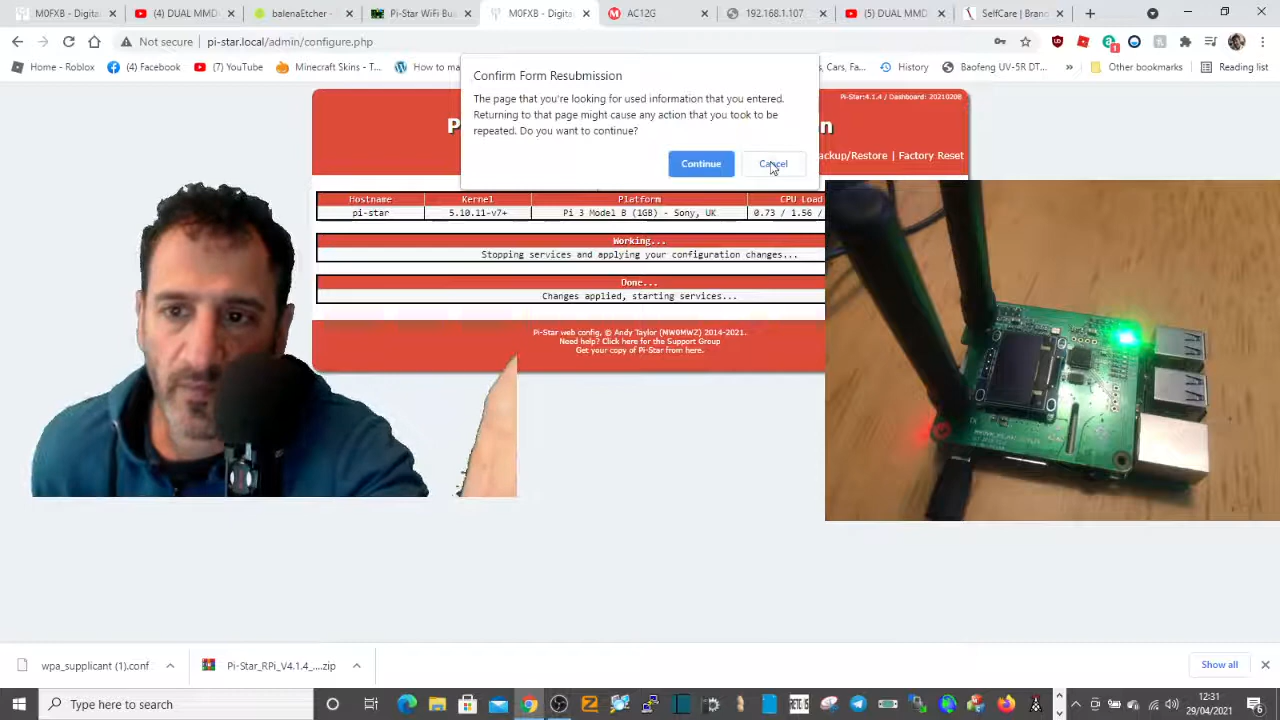 M0FXB - Digita
(4) DUAL MMD
balenaEtcher -
Pi-Star WiFi Bu
M0FXB - Digita
AC12G
192.168.1.107
(5) DUAL MMD
SelfCare | Bran
Not secure | pi-star.local/admin/configure.php
Home - Roblox
(4) Facebook
(7) YouTube
Minecraft Skins - T...
How to ma
Cars, Fa...
History
Baofeng UV-5R DT
»
Other bookmarks
Reading list
Confirm Form Resubmission
The page that you're looking for used information that you entered.
Returning to that page might cause any action that you took to be
repeated. Do you want to continue?
Continue
Cancel
Pi-Star:4.1.4 / Dashboard: 20210208
P
n
ackup/Restore | Factory Reset
Hostname
Kernel
Platform
CPU Load
pi-star
5.10.11-v7+
Pi 3 Model B (1GB) - Sony, UK
0.73 / 1.56 /
Working...
Stopping services and applying your configuration changes...
Done...
Changes applied, starting services...
Pi-Star web config, © Andy Taylor (MW0MWZ) 2014-2021.
Need help? Click here for the Support Group
Get your copy of Pi-Star from here.
wpa_supplicant (1).conf
Pi-Star_RPi_V4.1.4_....zip
Show all
Type here to search
12:31
29/04/2021